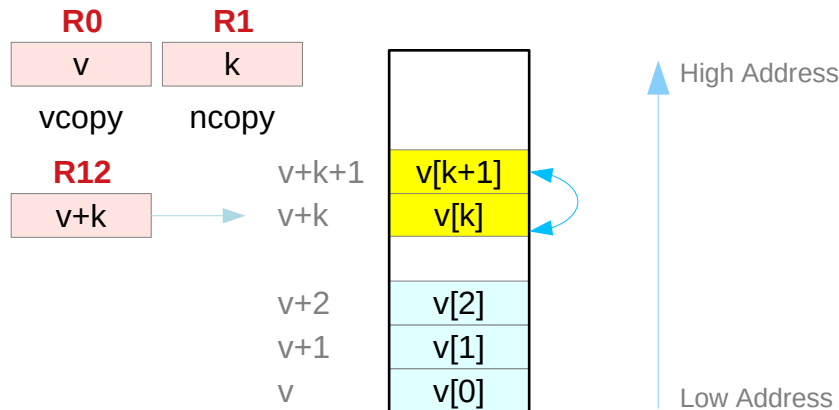 R0 R1
v k
vcopy ncopy
R12
v+k
v+k+1 v[k+1]
v+k v[k]
v+2 v[2]
v+1 v[1]
v v[0]
High Address
Low Address